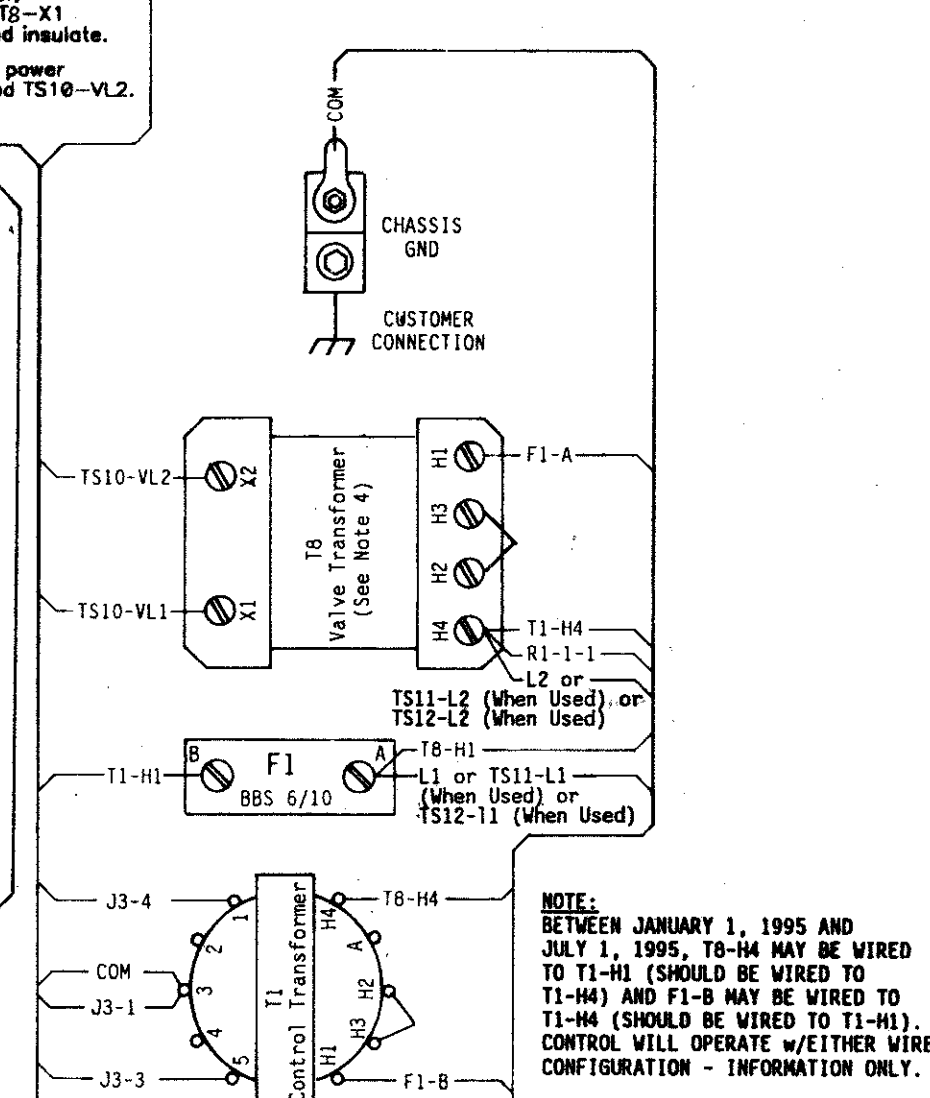 T8-X1
d insulate.
power
d TS10-VL2.
COM
CHASSIS
GND
CUSTOMER
CONNECTION
TS10-VL2
X2
T8
Valve Transformer
(See Note 4)
H1
F1-A
H3
H2
TS10-VL1
X1
H4
T1-H4
R1-1-1
L2 or
TS11-L2 (When Used) or
TS12-L2 (When Used)
T1-H1
B
F1
A
BBS 6/10
T8-H1
L1 or TS11-L1
(When Used) or
TS12-l1 (When Used)
J3-4
1
2
COM
3
J3-1
4
J3-3
5
T1
Control Transformer
H4
T8-H4
A
H2
H3
H1
F1-B
NOTE:
BETWEEN JANUARY 1, 1995 AND
JULY 1, 1995, T8-H4 MAY BE WIRED
TO T1-H1 (SHOULD BE WIRED TO
T1-H4) AND F1-B MAY BE WIRED TO
T1-H4 (SHOULD BE WIRED TO T1-H1).
CONTROL WILL OPERATE w/EITHER WIRE
CONFIGURATION - INFORMATION ONLY.